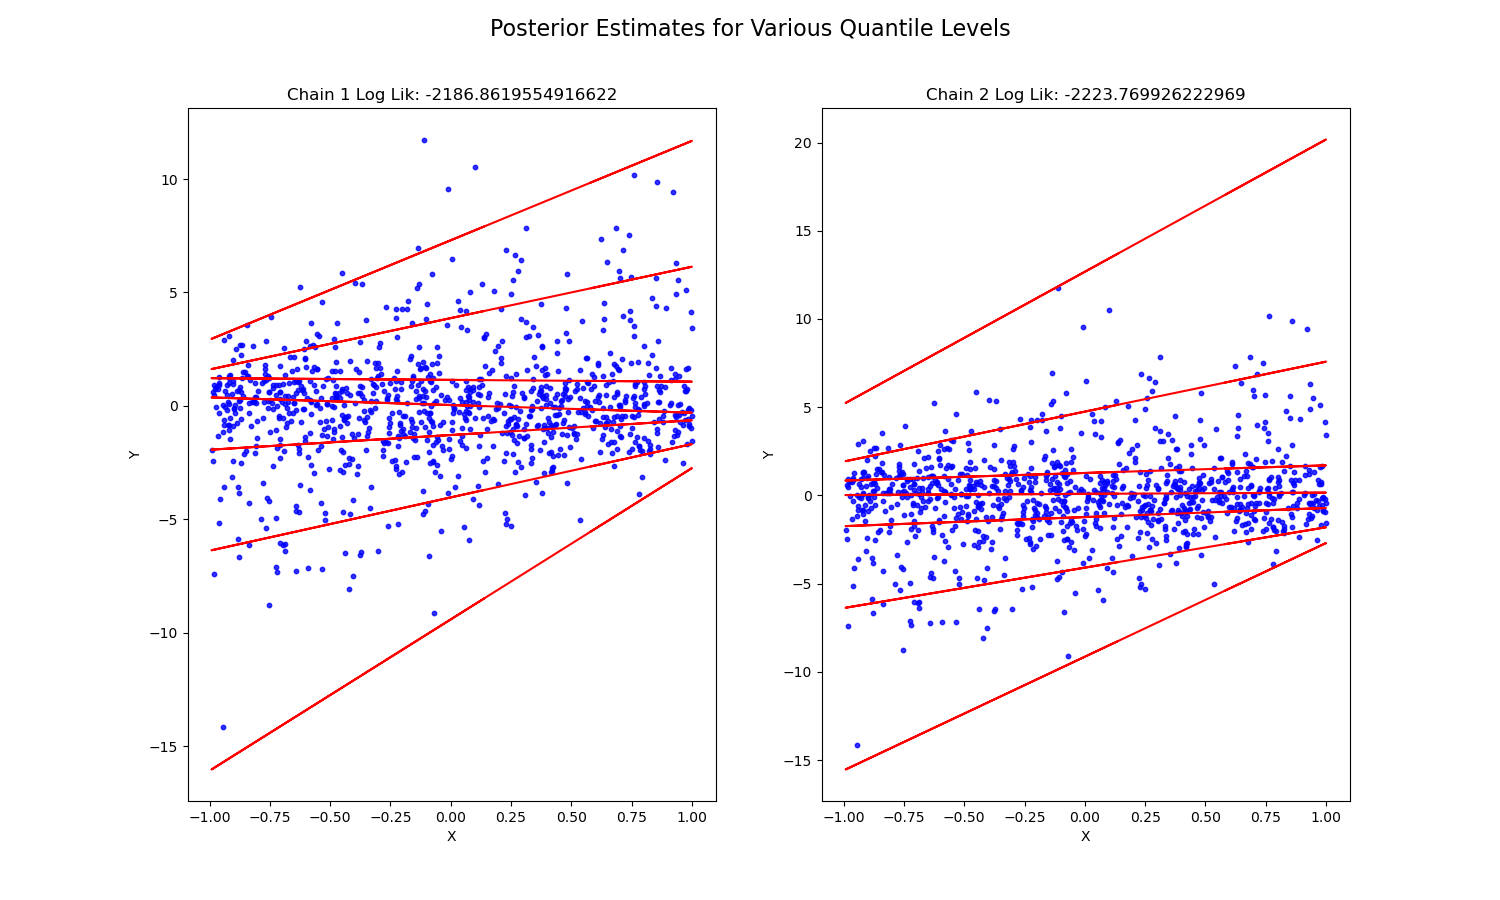 Posterior Estimates for Various Quantile Levels
Chain 1 Log Lik: -2186.8619554916622
10
5
0
−5
−10
−15
Y
−1.00 −0.75 −0.50 −0.25 0.00 0.25 0.50 0.75 1.00
X
Chain 2 Log Lik: -2223.769926222969
20
15
10
5
0
−5
−10
−15
Y
−1.00 −0.75 −0.50 −0.25 0.00 0.25 0.50 0.75 1.00
X